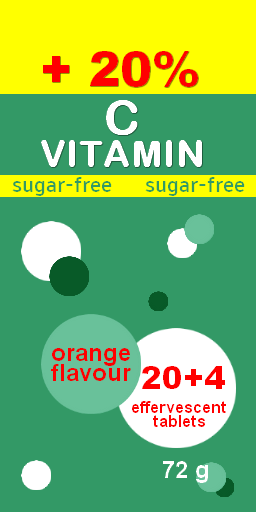 + 20%
C
VITAMIN
sugar-free sugar-free
orange
flavour
20+4
effervescent
tablets
72 g